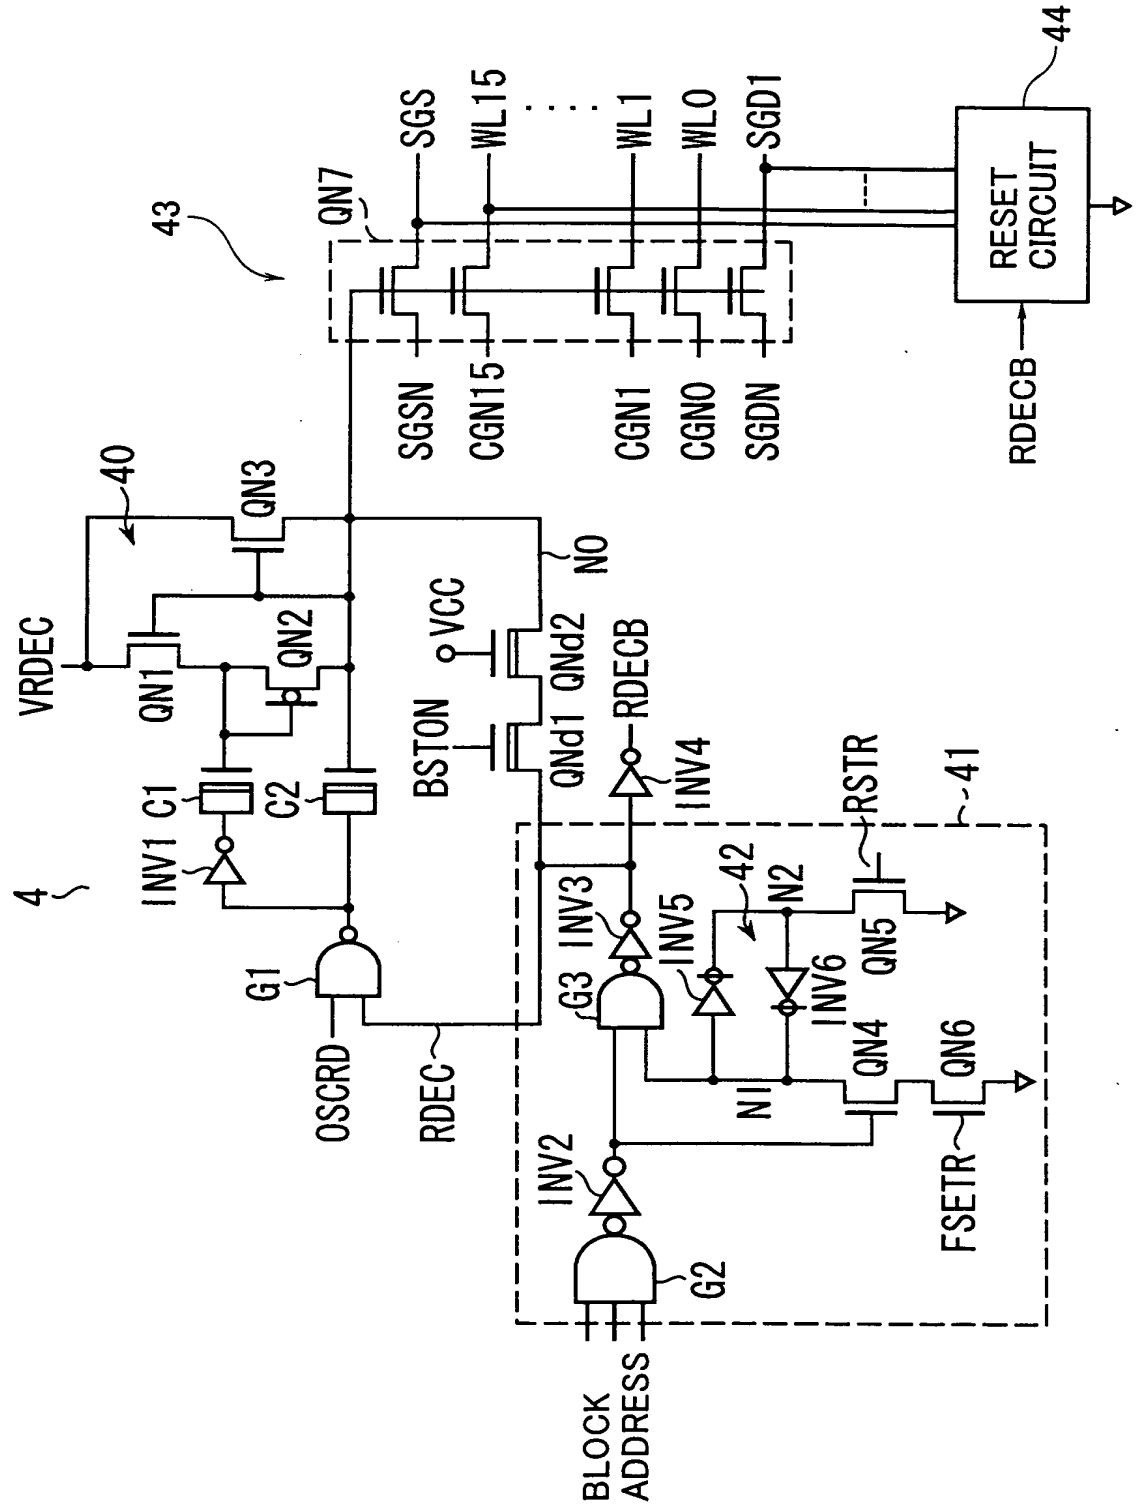 4
VRDEC
40
QN1
QN2
QN3
INV1
C1
C2
G1
OSCRD
RDEC
BSTON
VCC
QNd1
QNd2
N0
43
QN7
SGSN
CGN15
CGN1
CGN0
SGDN
SGS
WL15
WL1
WL0
SGD1
RESET
CIRCUIT
44
RDECB
RDECB
INV4
INV3
G3
INV5
42
N2
INV6
QN5
RSTR
41
N1
QN4
QN6
FSETR
INV2
G2
BLOCK
ADDRESS